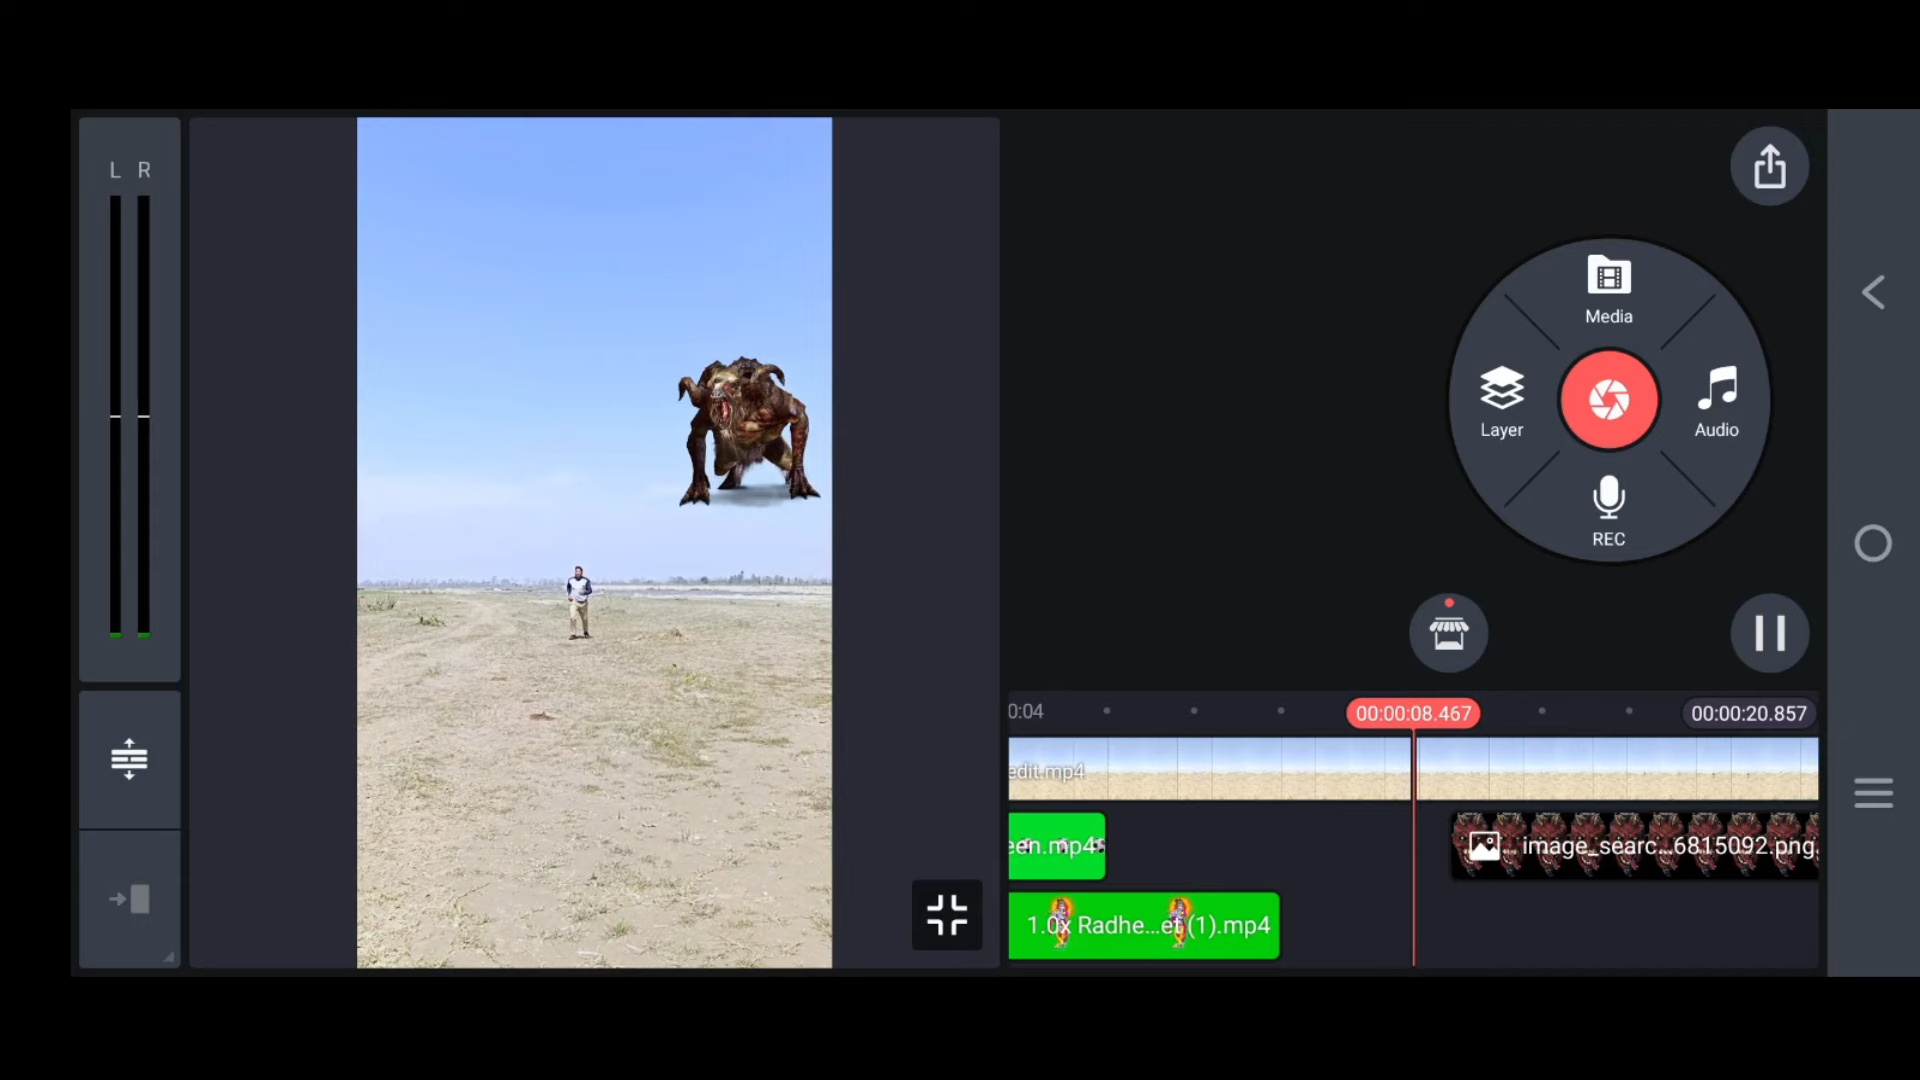 L R
Media
Layer
Audio
REC
0:04
00:00:08.467
00:00:20.857
edit.mp4
een.mp4
image_searc...6815092.png
1.0x Radhe...et (1).mp4